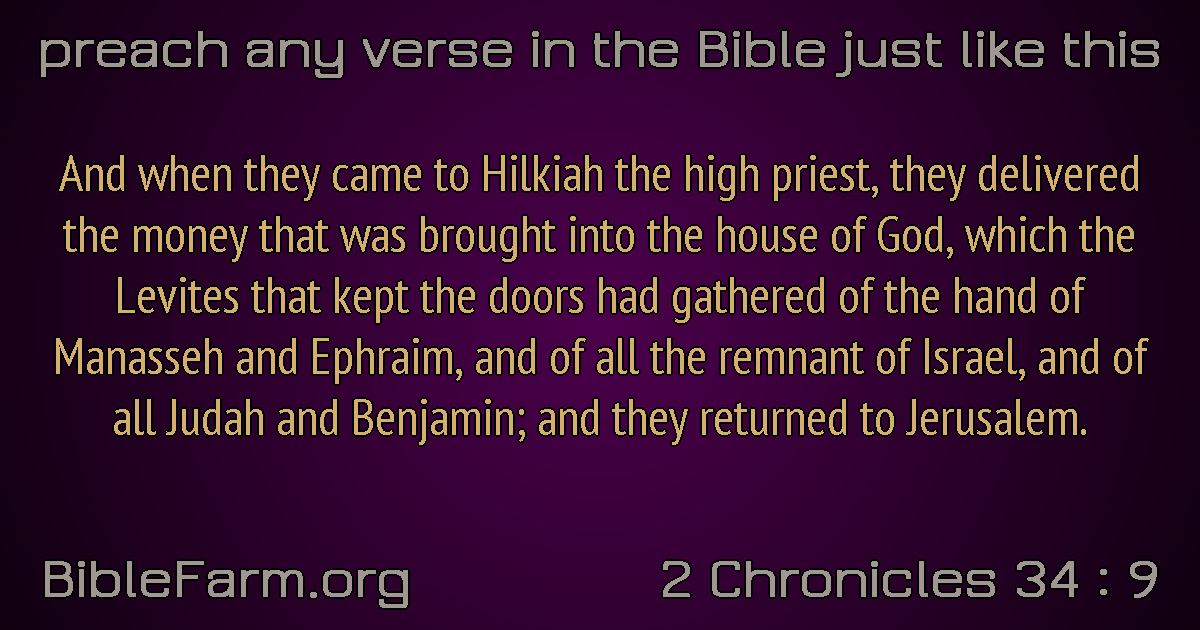 preach any verse in the Bible just like this
And when they came to Hilkiah the high priest, they delivered
the money that was brought into the house of God, which the
Levites that kept the doors had gathered of the hand of
Manasseh and Ephraim, and of all the remnant of Israel, and of
all Judah and Benjamin; and they returned to Jerusalem.
BibleFarm.org
2 Chronicles 34 : 9